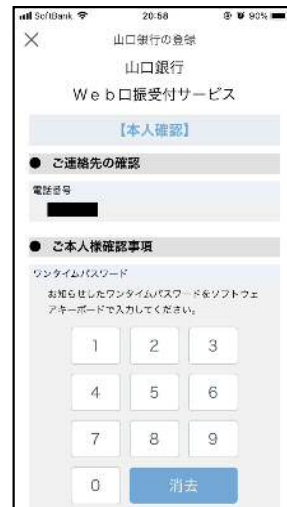 SoftBank 20:58 90%
山口銀行の登録
山口銀行
Ｗｅｂ口振受付サービス
【本人確認】
● ご連絡先の確認
電話番号
● ご本人様確認事項
ワンタイムパスワード
お知らせしたワンタイムパスワードをソフトウェ
アキーボードで入力してください。
1 2 3
4 5 6
7 8 9
0 消去